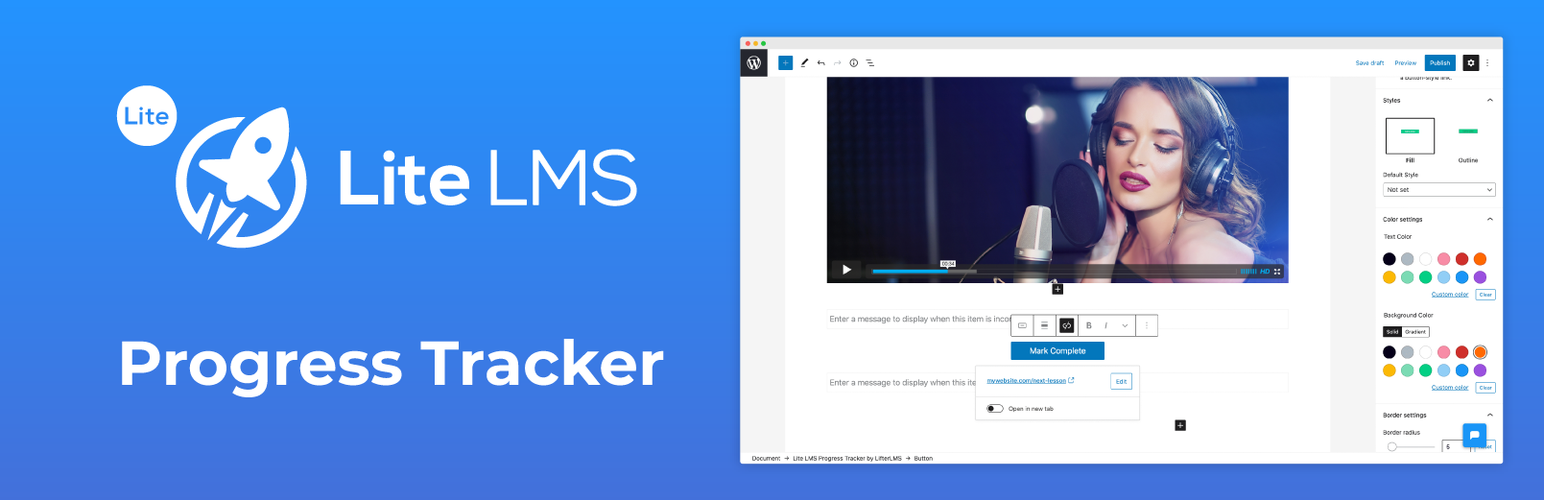 Lite
Lite LMS
Progress Tracker
Save draft
Preview
Publish
a button-style link.
Styles
Fill
Outline
Default Style
Not set
Color settings
Text Color
Custom color
Clear
Background Color
Solid
Gradient
Custom color
Clear
Border settings
Border radius
5
00:34
HD
Enter a message to display when this item is incom
B I
Mark Complete
Enter a message to display when this ite
mywebsite.com/next-lesson
Edit
Open in new tab
Document → Lite LMS Progress Tracker by LifterLMS → Button